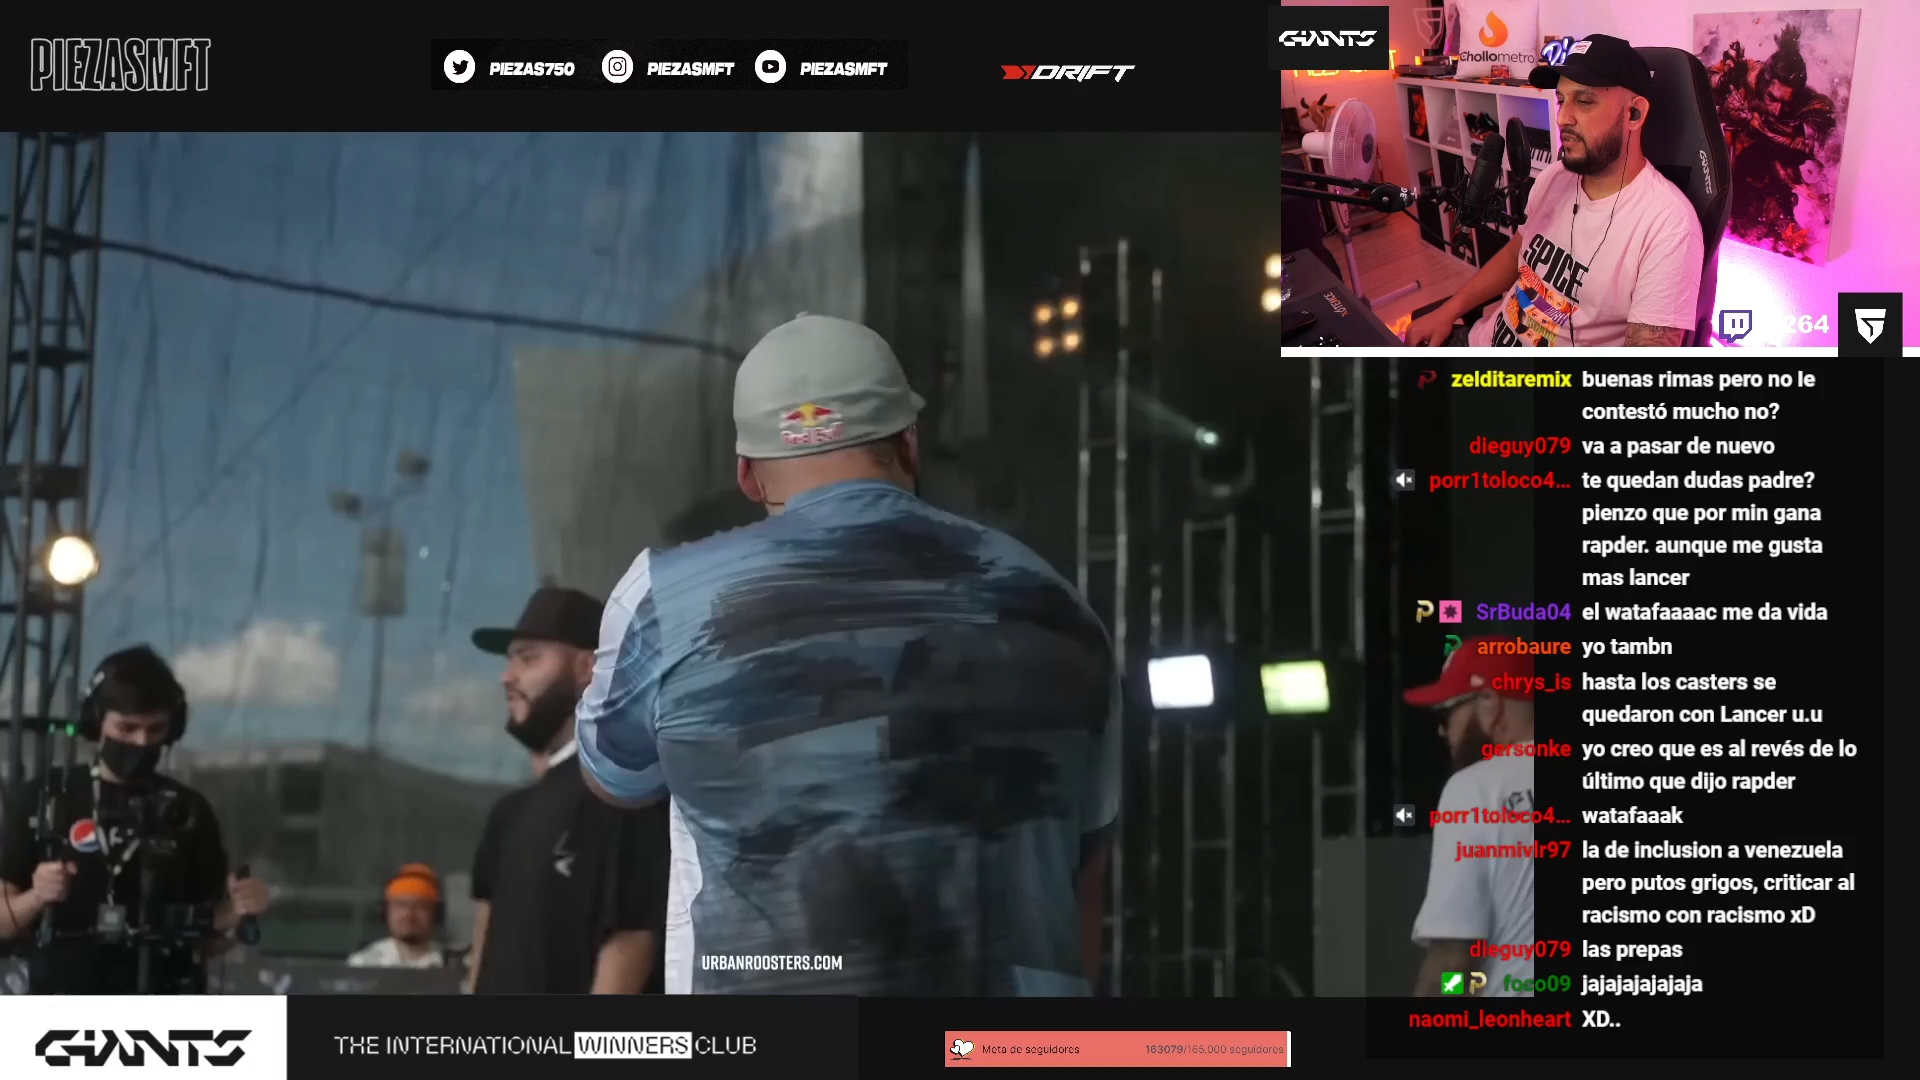 PIEZASMFT
PIEZAS750
PIEZASMFT
PIEZASMFT
DRIFT
GIANTS
Chollometro
SPICE
264
zelditaremix buenas rimas pero no le
contestó mucho no?
dieguy079 va a pasar de nuevo
porr1toloco4... te quedan dudas padre?
pienzo que por min gana
rapder. aunque me gusta
mas lancer
SrBuda04 el watafaaaac me da vida
arrobaure yo tambn
chrys_is hasta los casters se
quedaron con Lancer u.u
gersonke yo creo que es al revés de lo
último que dijo rapder
porr1toloco4... watafaaak
juanmivlr97 la de inclusion a venezuela
pero putos grigos, criticar al
racismo con racismo xD
dieguy079 las prepas
foco09 jajajajajajaja
naomi_leonheart XD..
Red Bull
URBANROOSTERS.COM
GIANTS
THE INTERNATIONAL WINNERS CLUB
Meta de seguidores
163079/165,000 seguidores